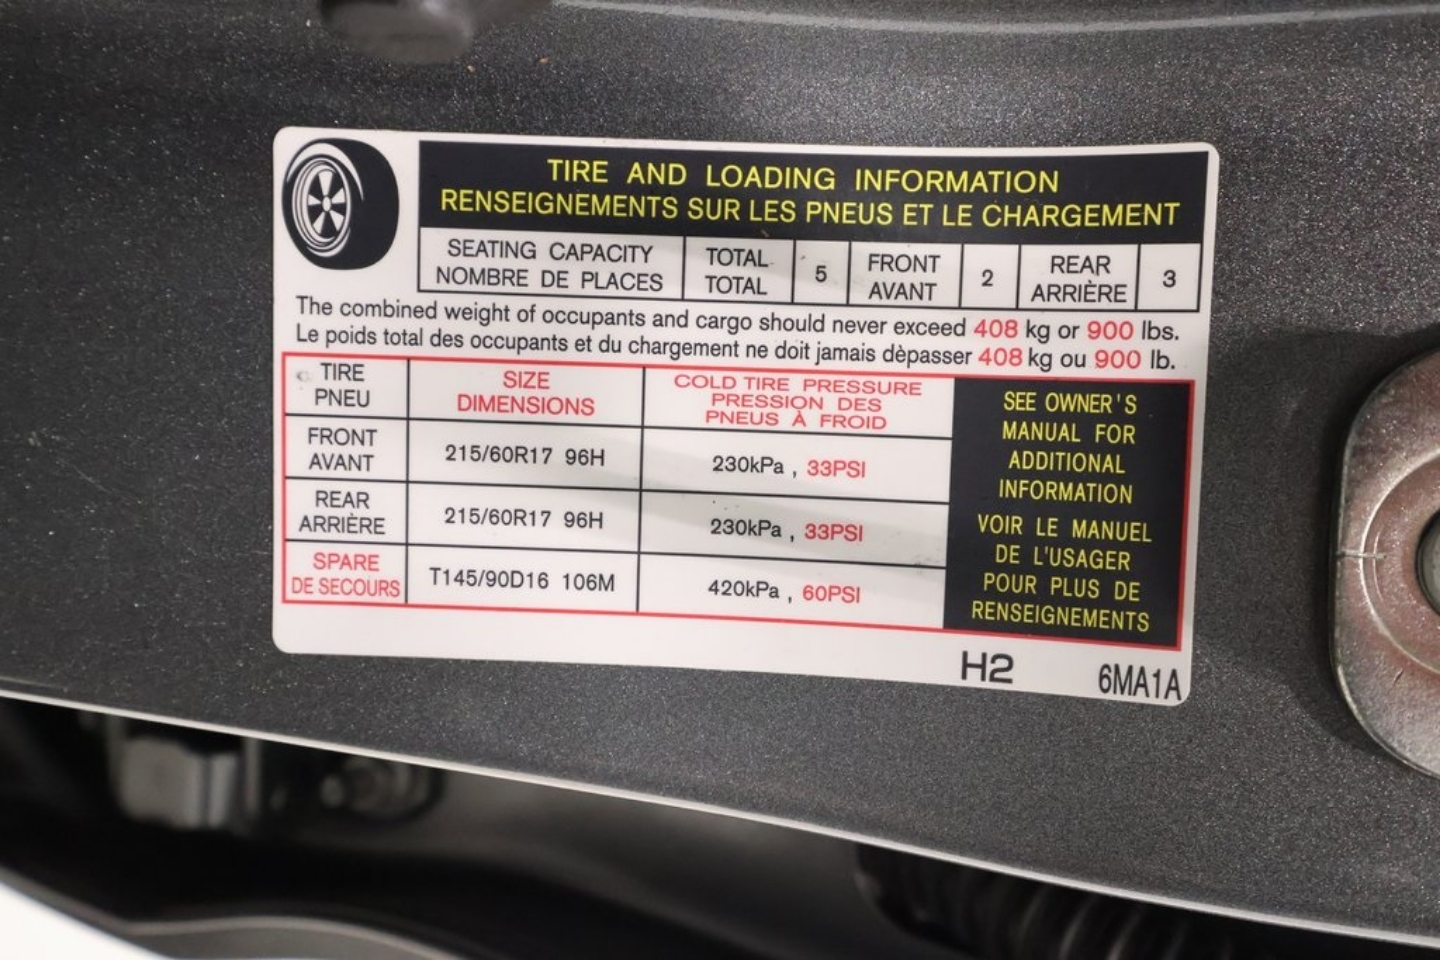 TIRE AND LOADING INFORMATION
RENSEIGNEMENTS SUR LES PNEUS ET LE CHARGEMENT
SEATING CAPACITY
NOMBRE DE PLACES
TOTAL
TOTAL
5
FRONT
AVANT
2
REAR
ARRIÈRE
3
The combined weight of occupants and cargo should never exceed 408 kg or 900 lbs.
Le poids total des occupants et du chargement ne doit jamais dèpasser 408 kg ou 900 lb.
TIRE
PNEU
SIZE
DIMENSIONS
COLD TIRE PRESSURE
PRESSION DES
PNEUS À FROID
FRONT
AVANT
215/60R17 96H
230kPa , 33PSI
REAR
ARRIÈRE
215/60R17 96H
230kPa , 33PSI
SPARE
DE SECOURS
T145/90D16 106M
420kPa , 60PSI
SEE OWNER'S
MANUAL FOR
ADDITIONAL
INFORMATION
VOIR LE MANUEL
DE L'USAGER
POUR PLUS DE
RENSEIGNEMENTS
H2 6MA1A